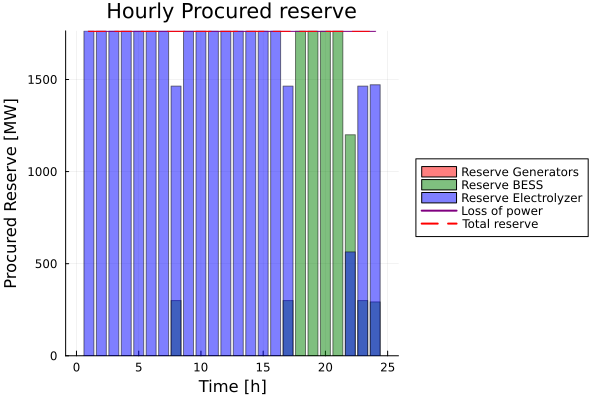 Hourly Procured reserve
Procured Reserve [MW]
1500
1000
500
0
0 5 10 15 20 25
Time [h]
Reserve Generators
Reserve BESS
Reserve Electrolyzer
Loss of power
Total reserve